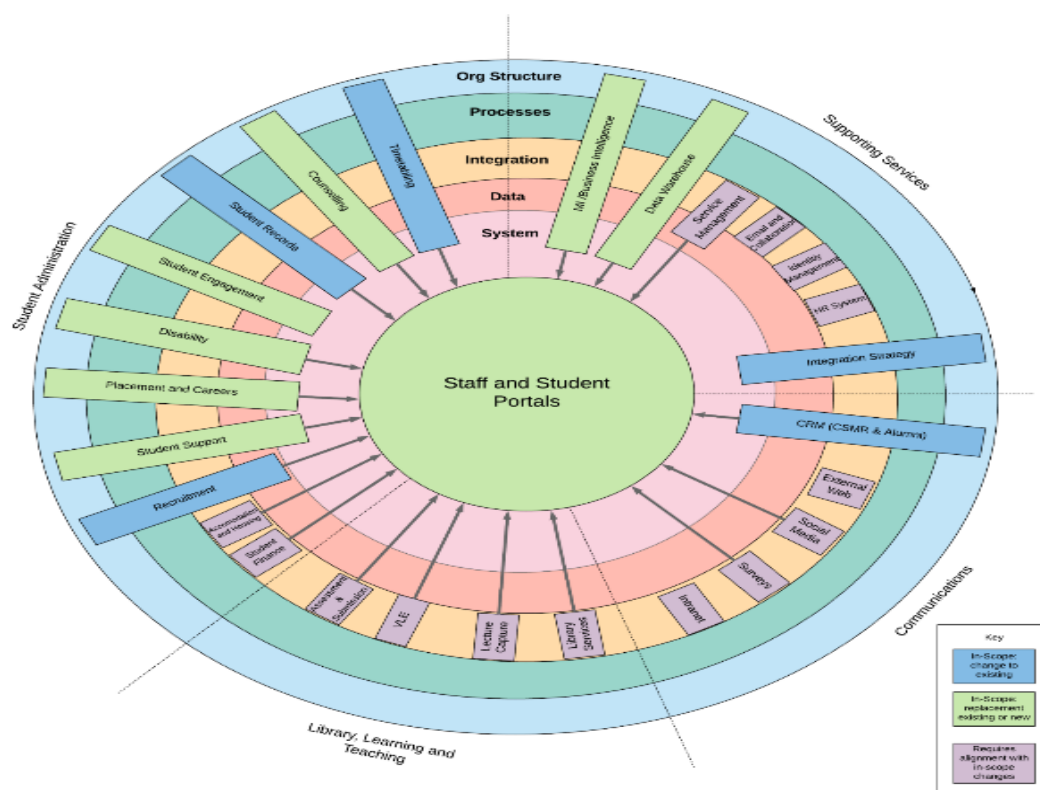 Org Structure
Processes
Integration
Data
System
Staff and Student
Portals
Timetabling
Counselling
Student Records
Student Engagement
Disability
Placement and Careers
Student Support
Recruitment
Accomodation
and Housing
Student
Finance
Assessment
&
Submission
VLE
Lecture
Capture
Library
Services
Intranet
Surveys
Social
Media
External
Web
CRM (CSMR & Alumni)
Integration Strategy
HR System
Identity
Management
Email and
Collaboration
Service
Management
Data Warehouse
MI /Business Intelligence
Supporting Services
Student Administration
Communications
Library, Learning and
Teaching
Key
In-Scope:
change to
existing
In-Scope:
replacement
existing or new
Requires
alignment with
in-scope
changes